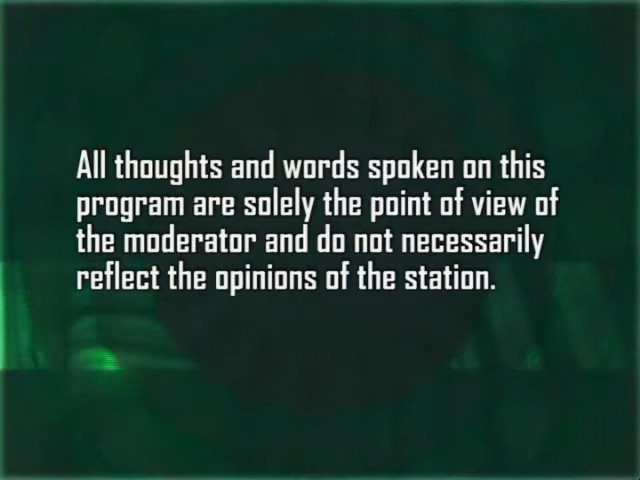 All thoughts and words spoken on this
program are solely the point of view of
the moderator and do not necessarily
reflect the opinions of the station.